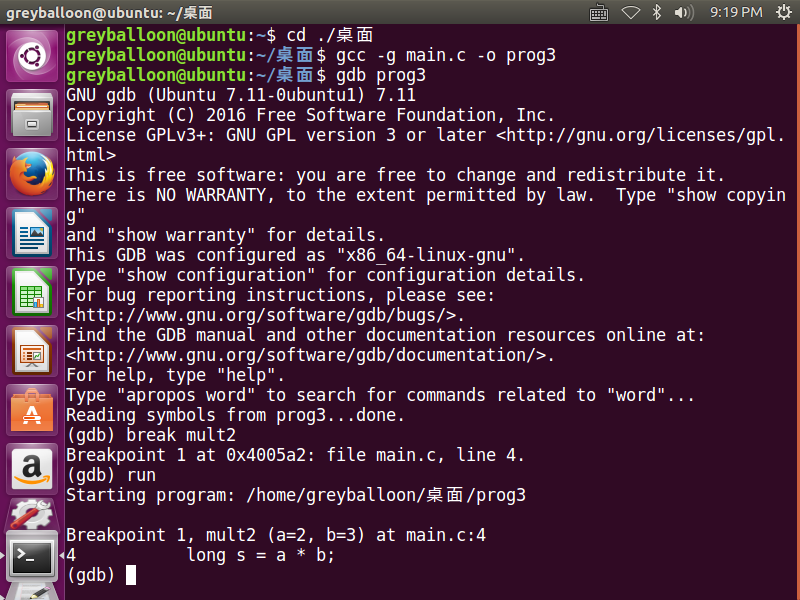 greyballoon@ubuntu: ~/桌面
9:19 PM
greyballoon@ubuntu:~$ cd ./桌面
greyballoon@ubuntu:~/桌面$ gcc -g main.c -o prog3
greyballoon@ubuntu:~/桌面$ gdb prog3
GNU gdb (Ubuntu 7.11-0ubuntu1) 7.11
Copyright (C) 2016 Free Software Foundation, Inc.
License GPLv3+: GNU GPL version 3 or later <http://gnu.org/licenses/gpl.
html>
This is free software: you are free to change and redistribute it.
There is NO WARRANTY, to the extent permitted by law.  Type "show copyin
g"
and "show warranty" for details.
This GDB was configured as "x86_64-linux-gnu".
Type "show configuration" for configuration details.
For bug reporting instructions, please see:
<http://www.gnu.org/software/gdb/bugs/>.
Find the GDB manual and other documentation resources online at:
<http://www.gnu.org/software/gdb/documentation/>.
For help, type "help".
Type "apropos word" to search for commands related to "word"...
Reading symbols from prog3...done.
(gdb) break mult2
Breakpoint 1 at 0x4005a2: file main.c, line 4.
(gdb) run
Starting program: /home/greyballoon/桌面/prog3
Breakpoint 1, mult2 (a=2, b=3) at main.c:4
4           long s = a * b;
(gdb)